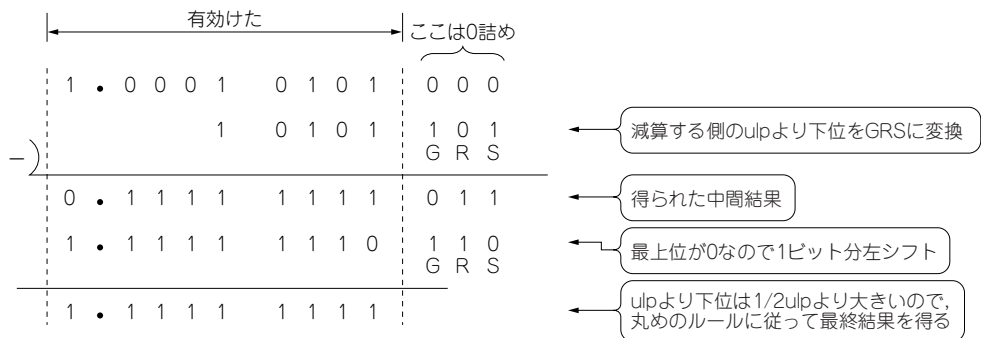 有効けた
ここは0詰め
1 . 0 0 0 1 0 1 0 1 0 0 0
1 0 1 0 1 1 0 1
減算する側のulpより下位をGRSに変換
G R S
−)
0 . 1 1 1 1 1 1 1 1 0 1 1
得られた中間結果
1 . 1 1 1 1 1 1 1 0 1 1 0
最上位が0なので1ビット分左シフト
G R S
1 . 1 1 1 1 1 1 1 1
ulpより下位は1/2ulpより大きいので,
丸めのルールに従って最終結果を得る